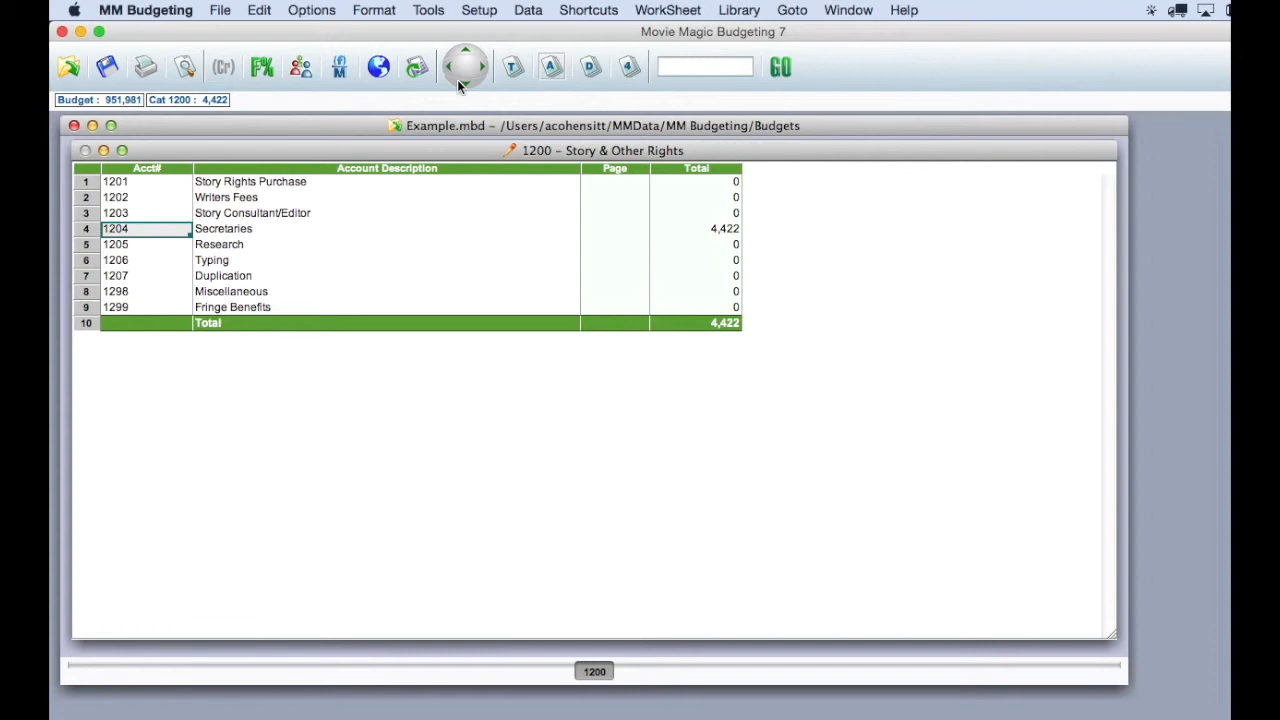 MM Budgeting File Edit Options Format Tools Setup Data Shortcuts WorkSheet Library Goto Window Help
Movie Magic Budgeting 7
(Cr) F% f(i) M T A D 4 GO
Budget : 951,981 Cat 1200 : 4,422
Example.mbd – /Users/acohensitt/MMData/MM Budgeting/Budgets
1200 – Story & Other Rights
Acct# Account Description Page Total
1 1201 Story Rights Purchase 0
2 1202 Writers Fees 0
3 1203 Story Consultant/Editor 0
4 1204 Secretaries 4,422
5 1205 Research 0
6 1206 Typing 0
7 1207 Duplication 0
8 1298 Miscellaneous 0
9 1299 Fringe Benefits 0
10 Total 4,422
1200